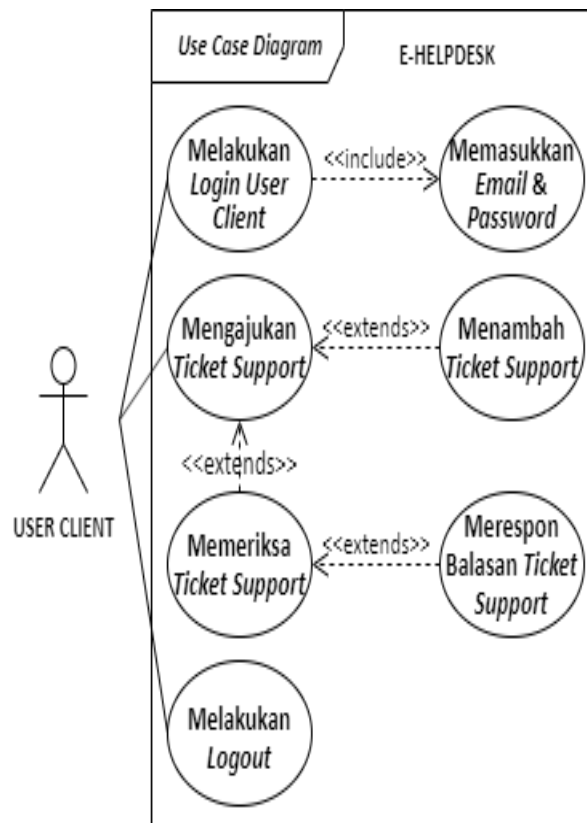 Use Case Diagram
E-HELPDESK
Melakukan
Login User
Client
<<include>>
Memasukkan
Email &
Password
Mengajukan
Ticket Support
<<extends>>
Menambah
Ticket Support
<<extends>>
USER CLIENT
Memeriksa
Ticket Support
<<extends>>
Merespon
Balasan Ticket
Support
Melakukan
Logout